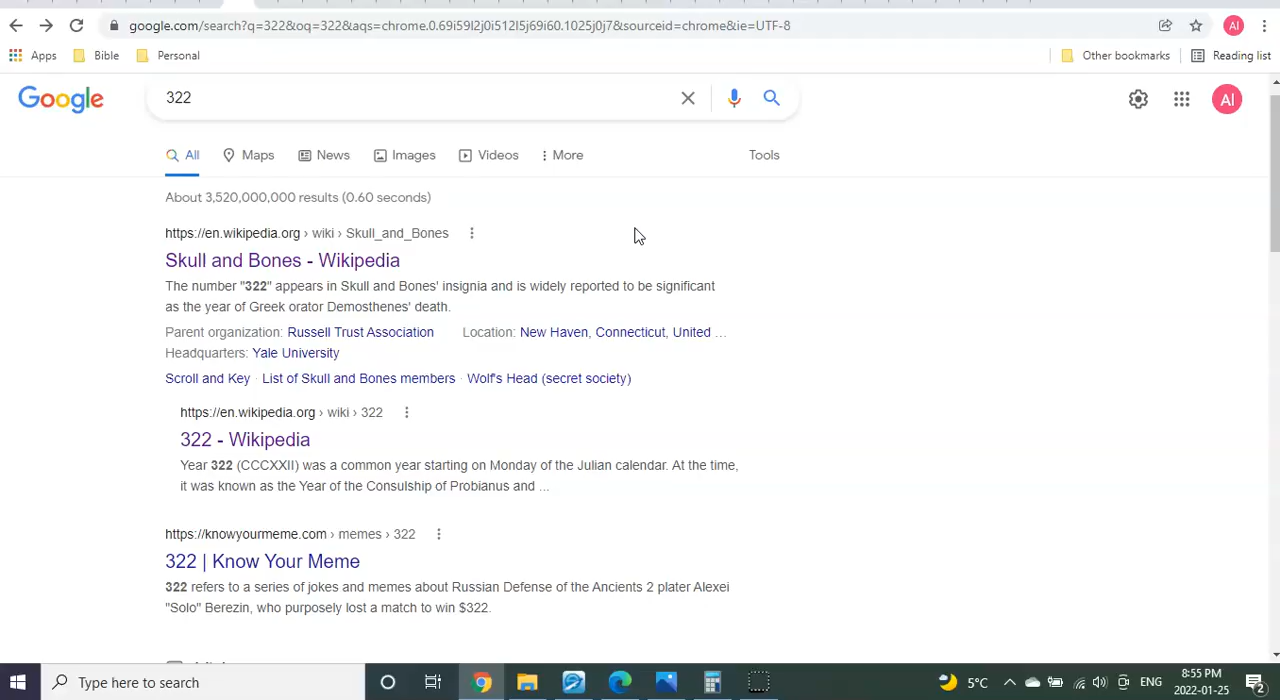 google.com/search?q=322&oq=322&aqs=chrome.0.69i59l2j0i512l5j69i60.1025j0j7&sourceid=chrome&ie=UTF-8
Al
Apps Bible Personal Other bookmarks Reading list
Google 322 Al
All Maps News Images Videos More Tools
About 3,520,000,000 results (0.60 seconds)
https://en.wikipedia.org › wiki › Skull_and_Bones
Skull and Bones - Wikipedia
The number "322" appears in Skull and Bones' insignia and is widely reported to be significant
as the year of Greek orator Demosthenes' death.
Parent organization: Russell Trust Association Location: New Haven, Connecticut, United ...
Headquarters: Yale University
Scroll and Key · List of Skull and Bones members · Wolf's Head (secret society)
https://en.wikipedia.org › wiki › 322
322 - Wikipedia
Year 322 (CCCXXII) was a common year starting on Monday of the Julian calendar. At the time,
it was known as the Year of the Consulship of Probianus and ...
https://knowyourmeme.com › memes › 322
322 | Know Your Meme
322 refers to a series of jokes and memes about Russian Defense of the Ancients 2 plater Alexei
"Solo" Berezin, who purposely lost a match to win $322.
Type here to search 5°C ENG 8:55 PM
2022-01-25 2